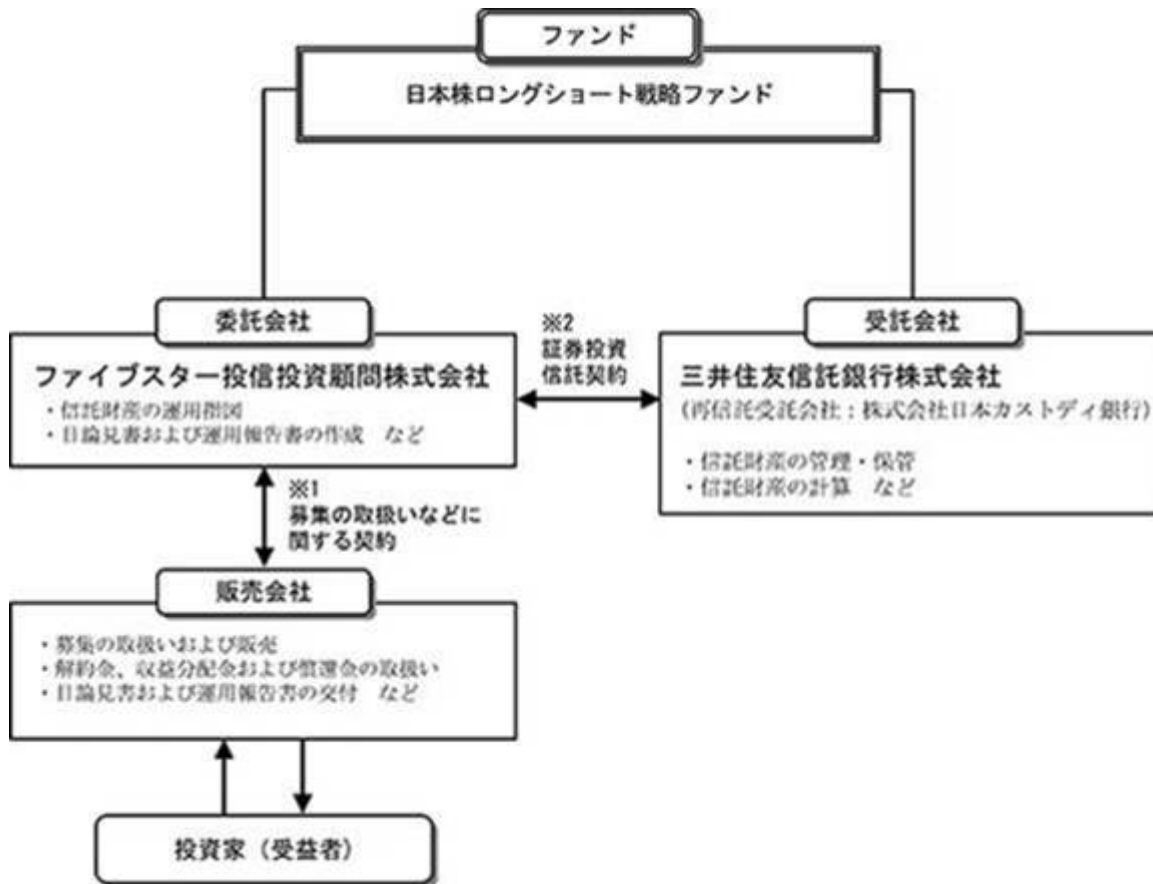 ファンド
日本株ロングショート戦略ファンド
委託会社
ファイブスター投信投資顧問株式会社
・信託財産の運用指図
・目論見書および運用報告書の作成 など
※2
証券投資
信託契約
受託会社
三井住友信託銀行株式会社
(再信託受託会社：株式会社日本カストディ銀行)
・信託財産の管理・保管
・信託財産の計算 など
※1
募集の取扱いなどに
関する契約
販売会社
・募集の取扱いおよび販売
・解約金、収益分配金および償還金の取扱い
・目論見書および運用報告書の交付 など
投資家（受益者）